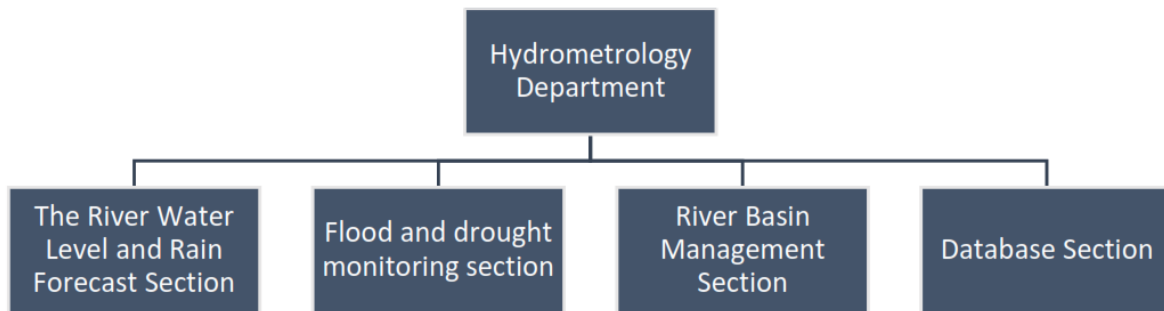 Hydrometrology
Department
The River Water
Level and Rain
Forecast Section
Flood and drought
monitoring section
River Basin
Management
Section
Database Section